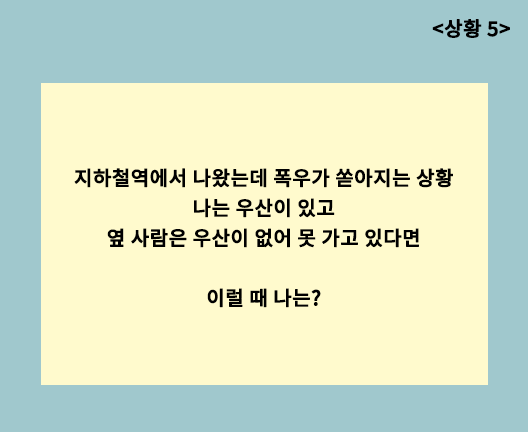 <상황 5>
지하철역에서 나왔는데 폭우가 쏟아지는 상황
나는 우산이 있고
옆 사람은 우산이 없어 못 가고 있다면
이럴 때 나는?